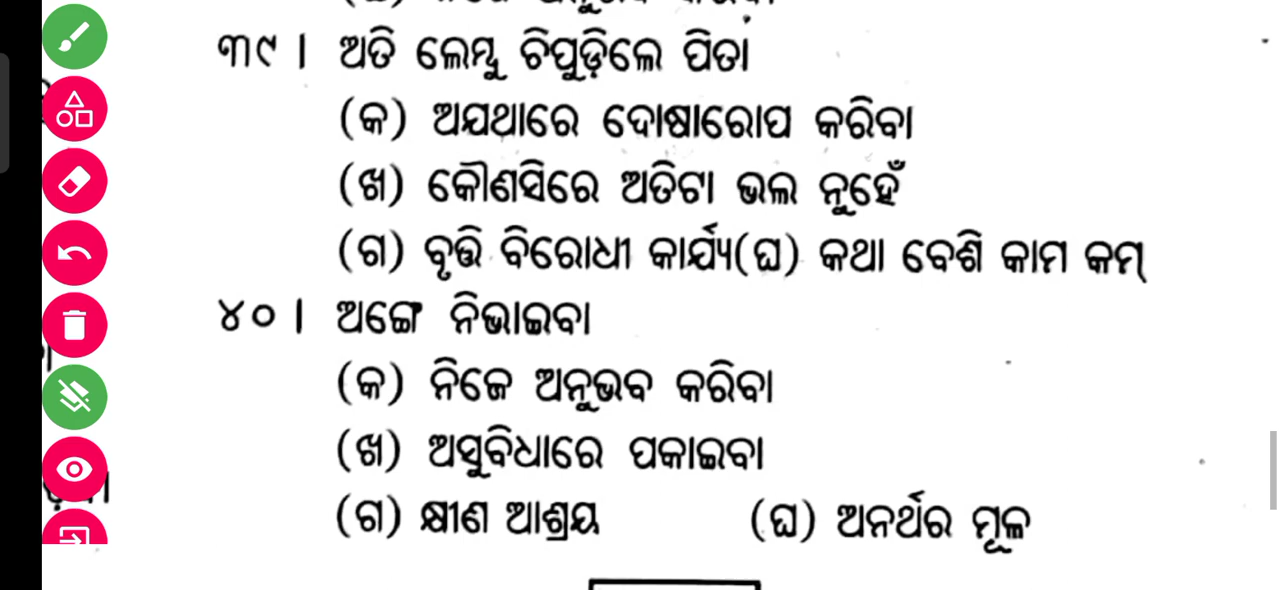 ୩୯ । ଅତି ଲେମ୍ବୁ ଚିପୁଡ଼ିଲେ ପିତା
(କ) ଅଯଥାରେ ଦୋଷାରୋପ କରିବା
(ଖ) କୌଣସିରେ ଅତିଟା ଭଲ ନୁହେଁ
(ଗ) ବୃତ୍ତି ବିରୋଧୀ କାର୍ଯ୍ୟ(ଘ) କଥା ବେଶି କାମ କମ୍
୪୦ । ଅଙ୍ଗେ ନିଭାଇବା
(କ) ନିଜେ ଅନୁଭବ କରିବା
(ଖ) ଅସୁବିଧାରେ ପକାଇବା
(ଗ) କ୍ଷୀଣ ଆଶ୍ରୟ (ଘ) ଅନର୍ଥର ମୂଳ